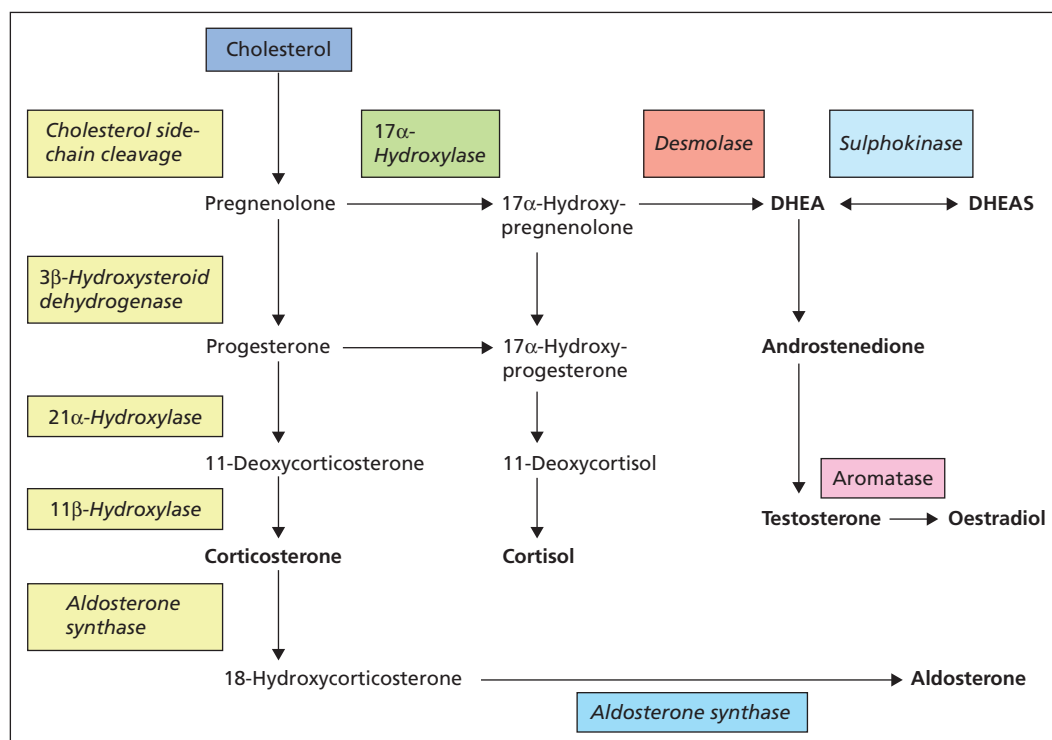 Cholesterol
Cholesterol side-
chain cleavage
17α-
Hydroxylase
Desmolase
Sulphokinase
Pregnenolone
17α-Hydroxy-
pregnenolone
DHEA
DHEAS
3β-Hydroxysteroid
dehydrogenase
Progesterone
17α-Hydroxy-
progesterone
Androstenedione
21α-Hydroxylase
11-Deoxycorticosterone
11-Deoxycortisol
Aromatase
11β-Hydroxylase
Testosterone
Oestradiol
Corticosterone
Cortisol
Aldosterone
synthase
18-Hydroxycorticosterone
Aldosterone
Aldosterone synthase